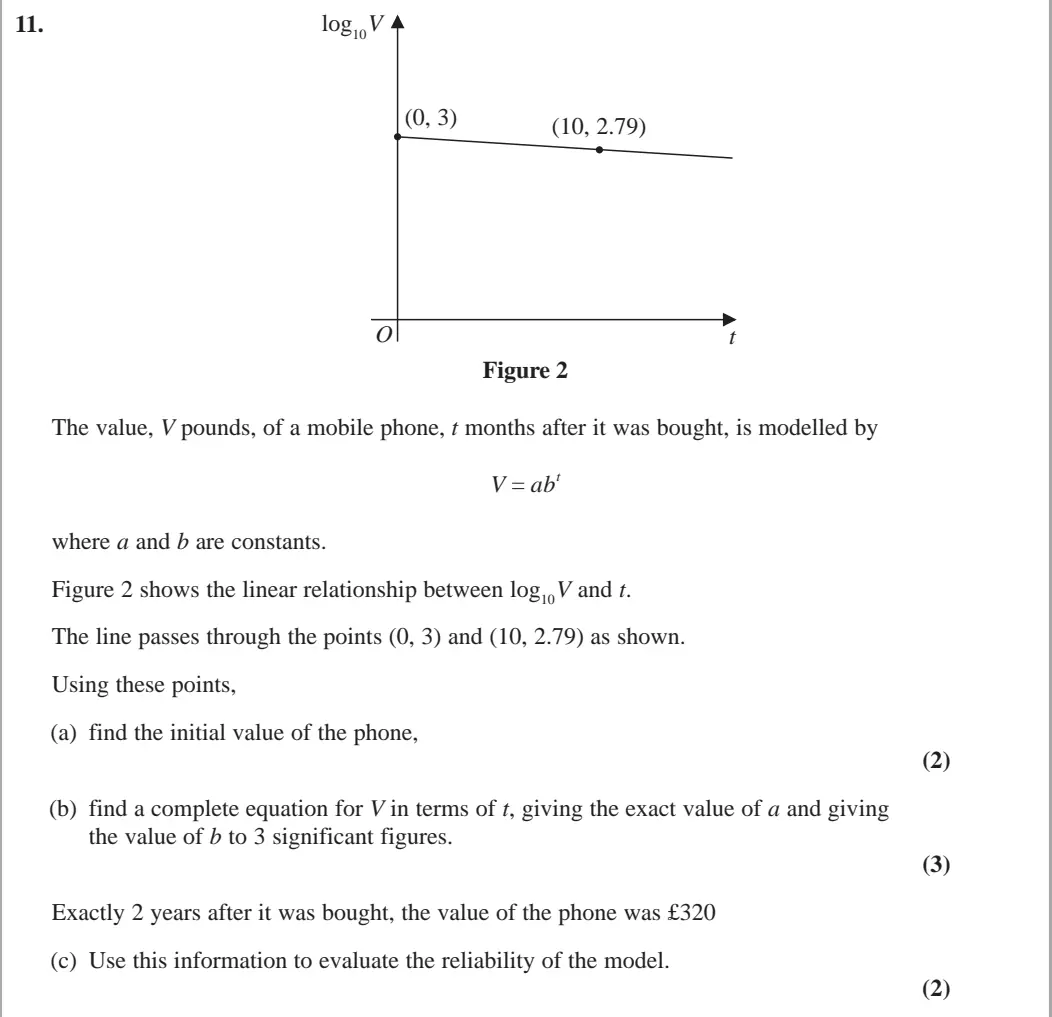 11.
log₁₀V
(0, 3)
(10, 2.79)
O
t
Figure 2
The value, V pounds, of a mobile phone, t months after it was bought, is modelled by
V = abᵗ
where a and b are constants.
Figure 2 shows the linear relationship between log₁₀V and t.
The line passes through the points (0, 3) and (10, 2.79) as shown.
Using these points,
(a) find the initial value of the phone,
(2)
(b) find a complete equation for V in terms of t, giving the exact value of a and giving
the value of b to 3 significant figures.
(3)
Exactly 2 years after it was bought, the value of the phone was £320
(c) Use this information to evaluate the reliability of the model.
(2)